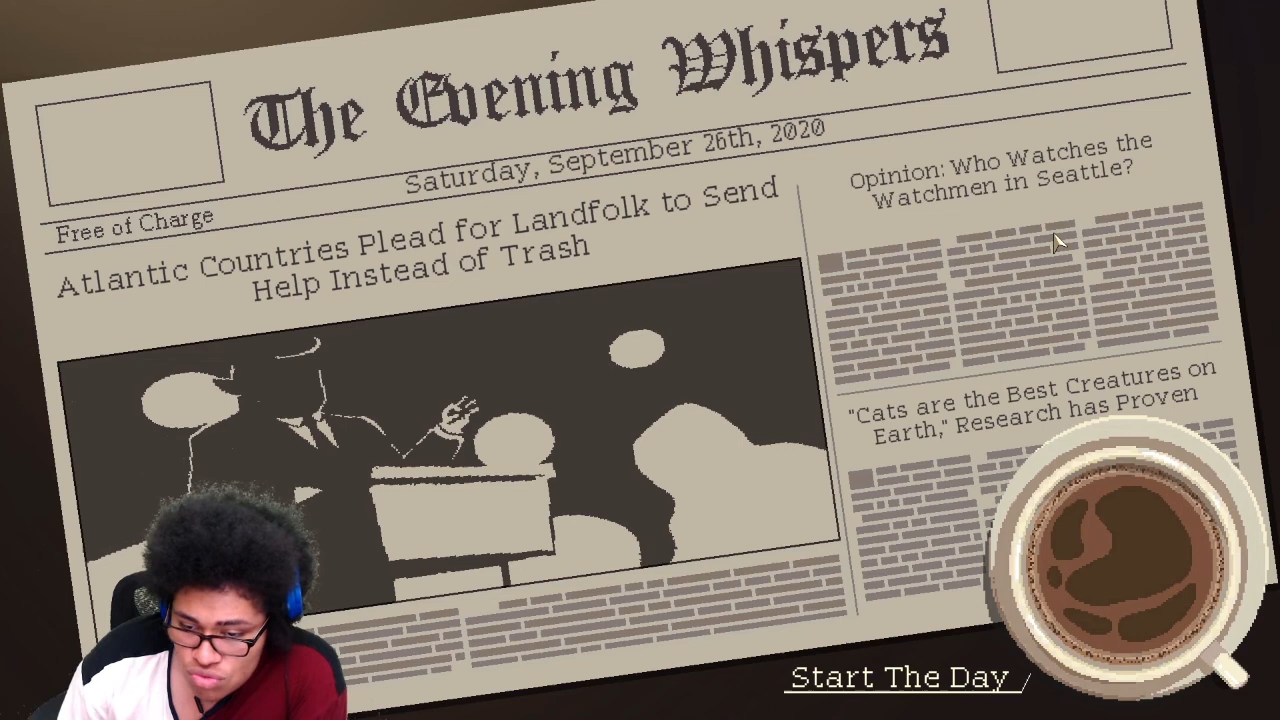 The Evening Whispers
Saturday, September 26th, 2020
Free of Charge
Atlantic Countries Plead for Landfolk to Send
Help Instead of Trash
Opinion: Who Watches the
Watchmen in Seattle?
"Cats are the Best Creatures on
Earth," Research has Proven
Start The Day